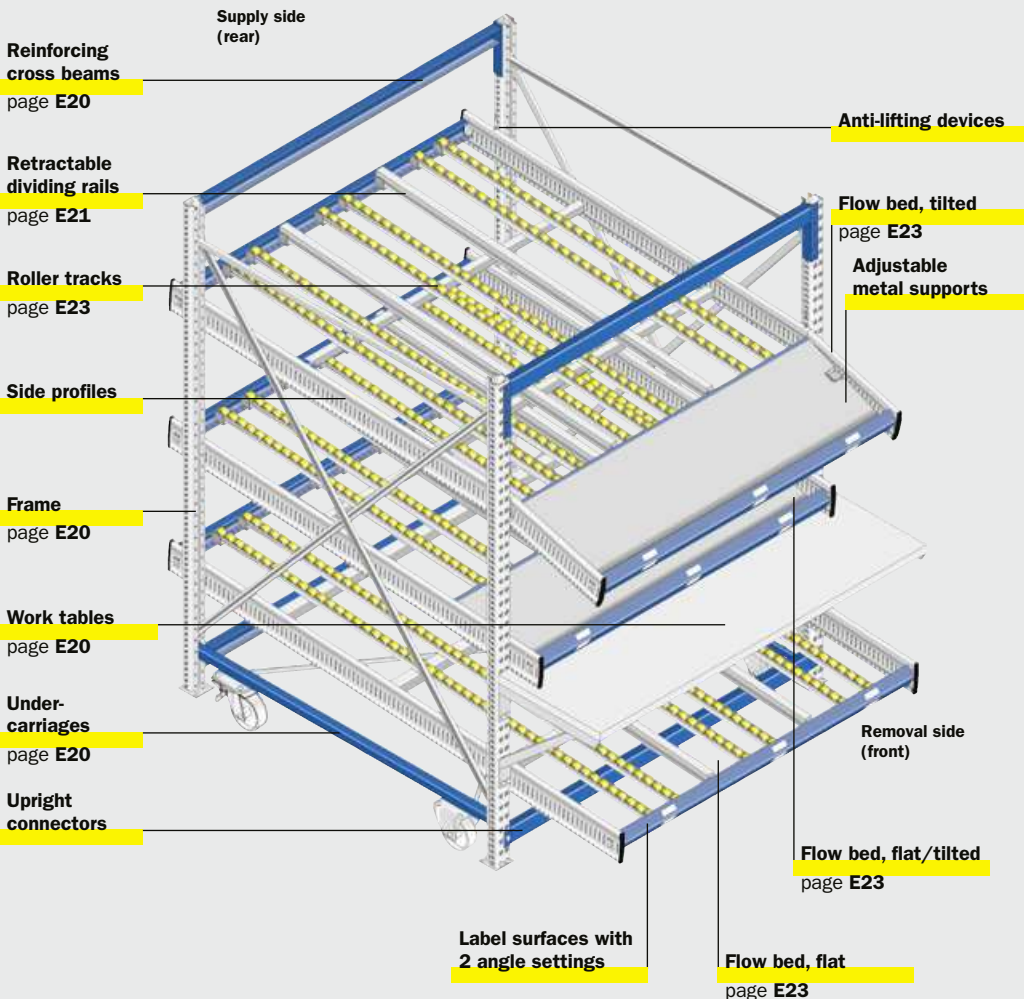 Supply side
(rear)
Reinforcing
cross beams
page E20
Retractable
dividing rails
page E21
Roller tracks
page E23
Side profiles
Frame
page E20
Work tables
page E20
Under-
carriages
page E20
Upright
connectors
Anti-lifting devices
Flow bed, tilted
page E23
Adjustable
metal supports
Removal side
(front)
Flow bed, flat/tilted
page E23
Label surfaces with
2 angle settings
Flow bed, flat
page E23